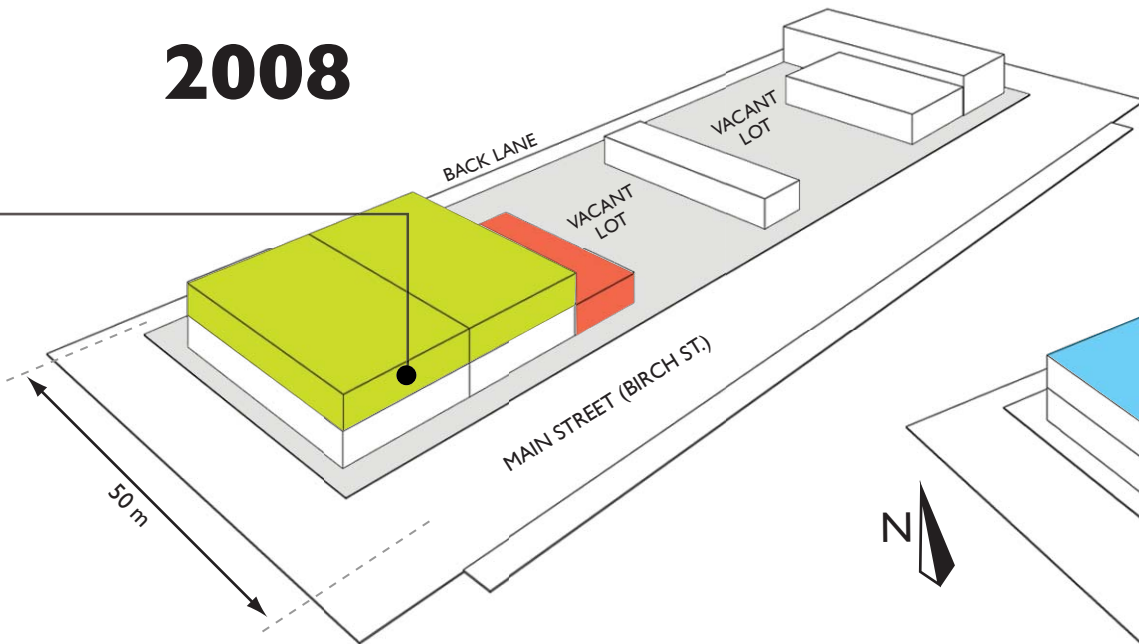 2008
BACK LANE
VACANT
LOT
VACANT
LOT
MAIN STREET (BIRCH ST.)
50 m
N